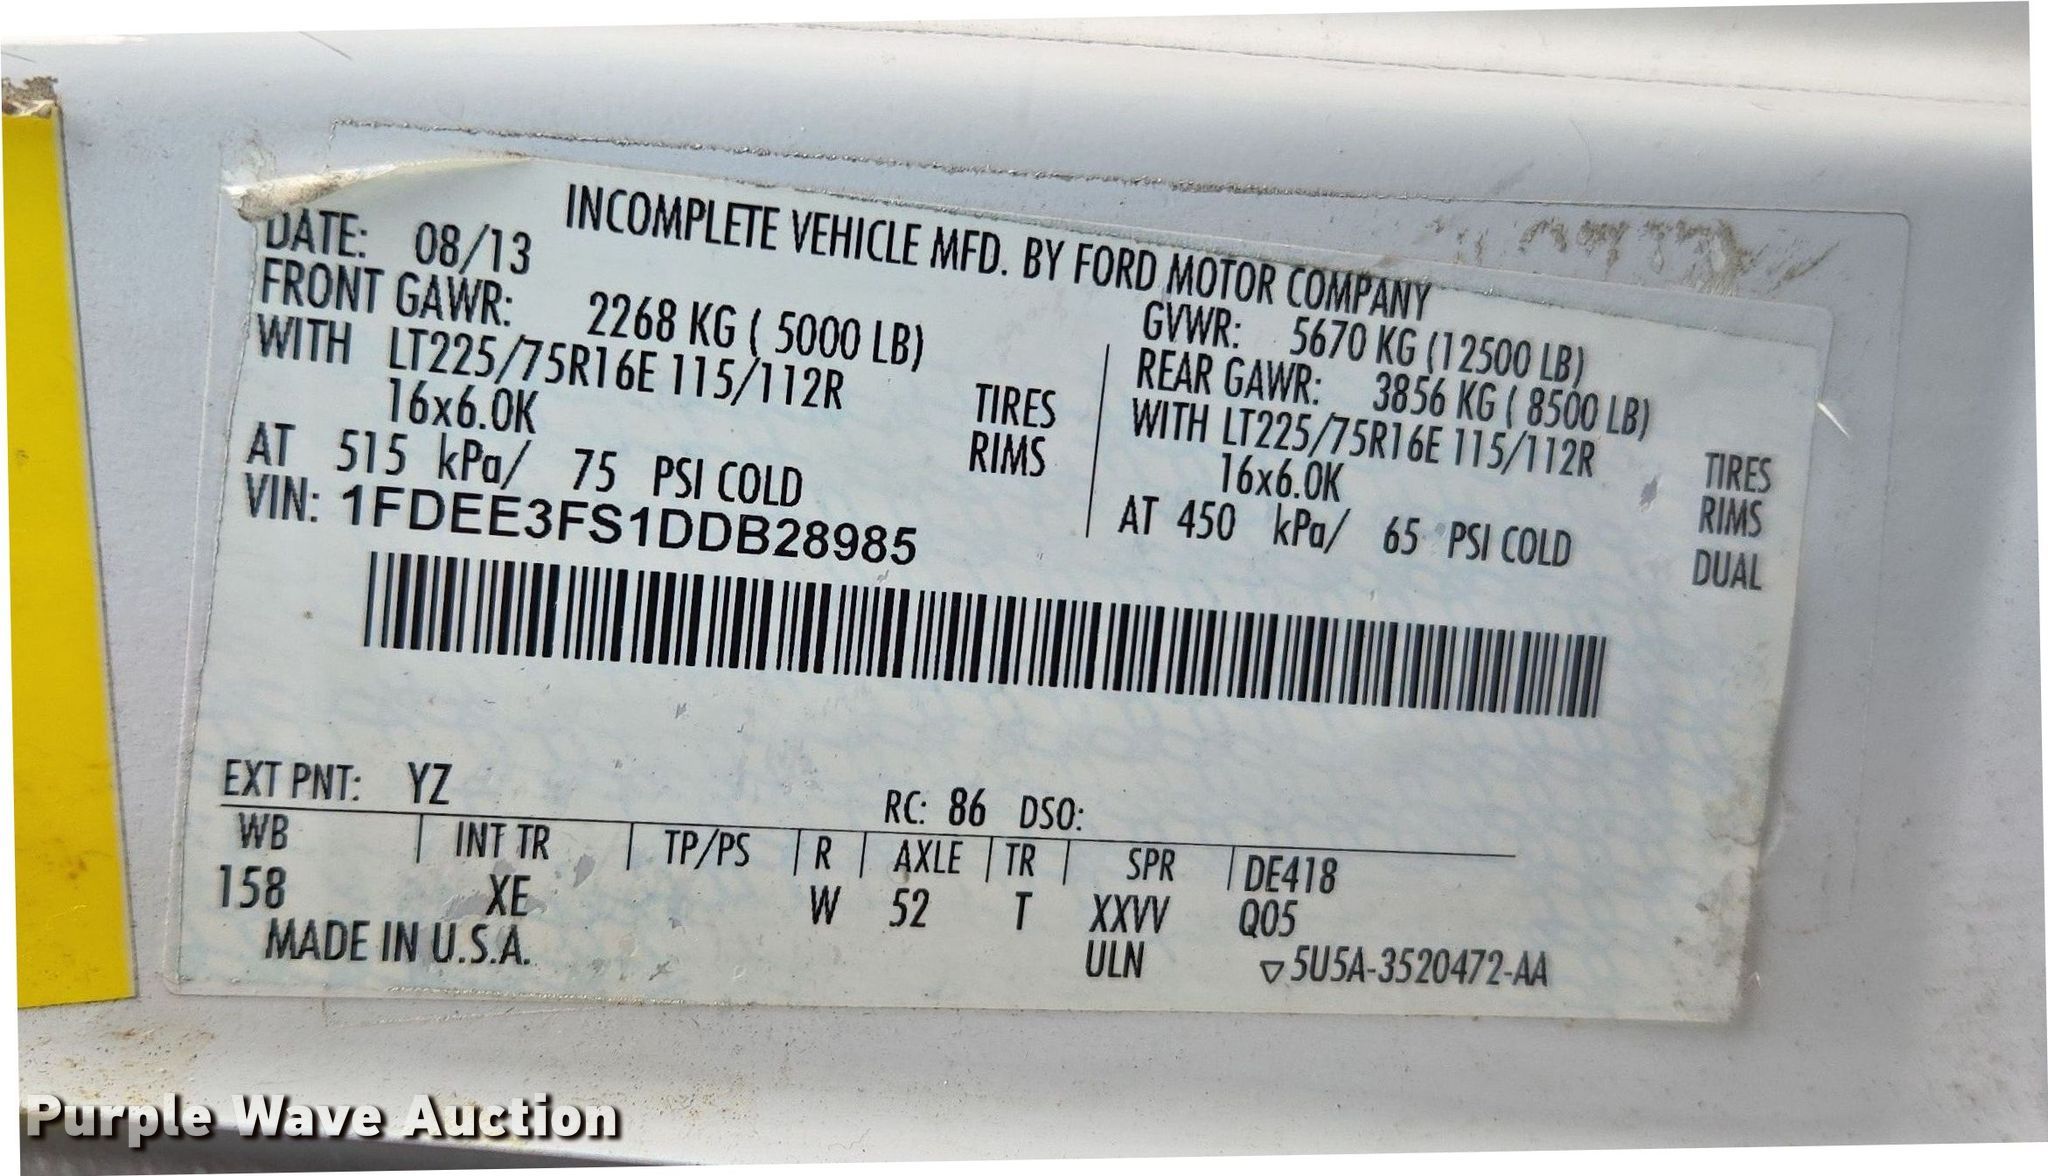 INCOMPLETE VEHICLE MFD. BY FORD MOTOR COMPANY
DATE: 08/13
GVWR: 5670 KG (12500 LB)
FRONT GAWR: 2268 KG ( 5000 LB)
REAR GAWR: 3856 KG ( 8500 LB)
WITH LT225/75R16E 115/112R TIRES
WITH LT225/75R16E 115/112R TIRES
16x6.0K RIMS
16x6.0K RIMS
AT 515 kPa/ 75 PSI COLD
AT 450 kPa/ 65 PSI COLD DUAL
VIN: 1FDEE3FS1DDB28985
EXT PNT: YZ RC: 86 DSO:
WB INT TR TP/PS R AXLE TR SPR DE418
158 XE W 52 T XXVV Q05
MADE IN U.S.A. ULN ▽5U5A-3520472-AA
Purple Wave Auction